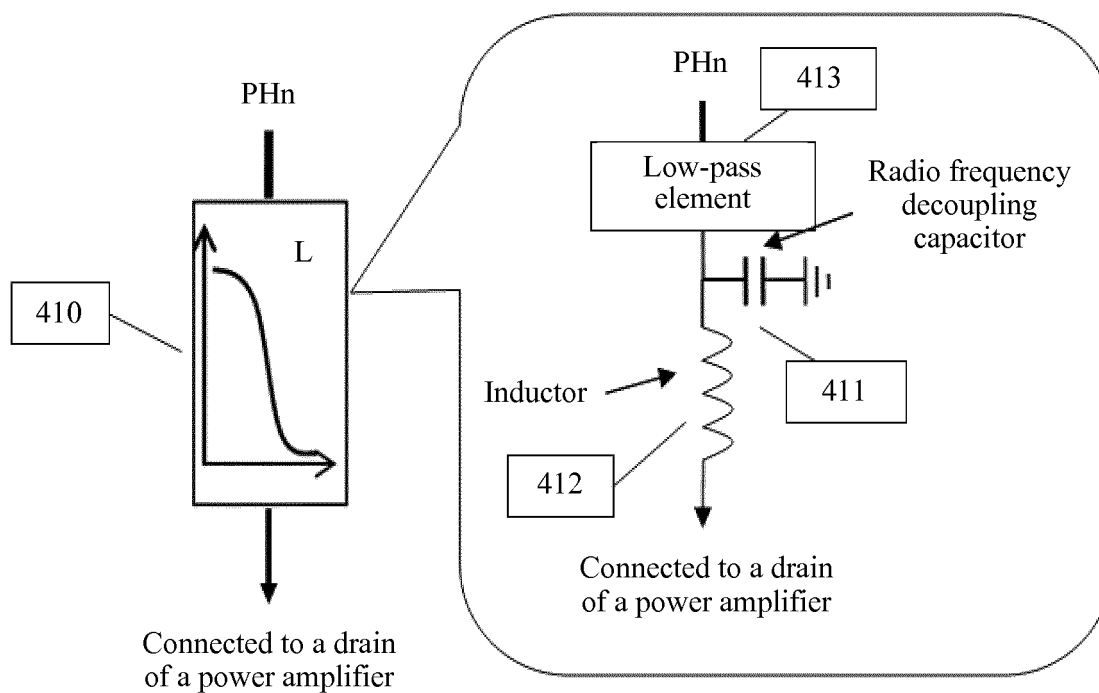 PHn
L
410
Connected to a drain
of a power amplifier
PHn
413
Low-pass
element
Radio frequency
decoupling
capacitor
411
Inductor
412
Connected to a drain
of a power amplifier